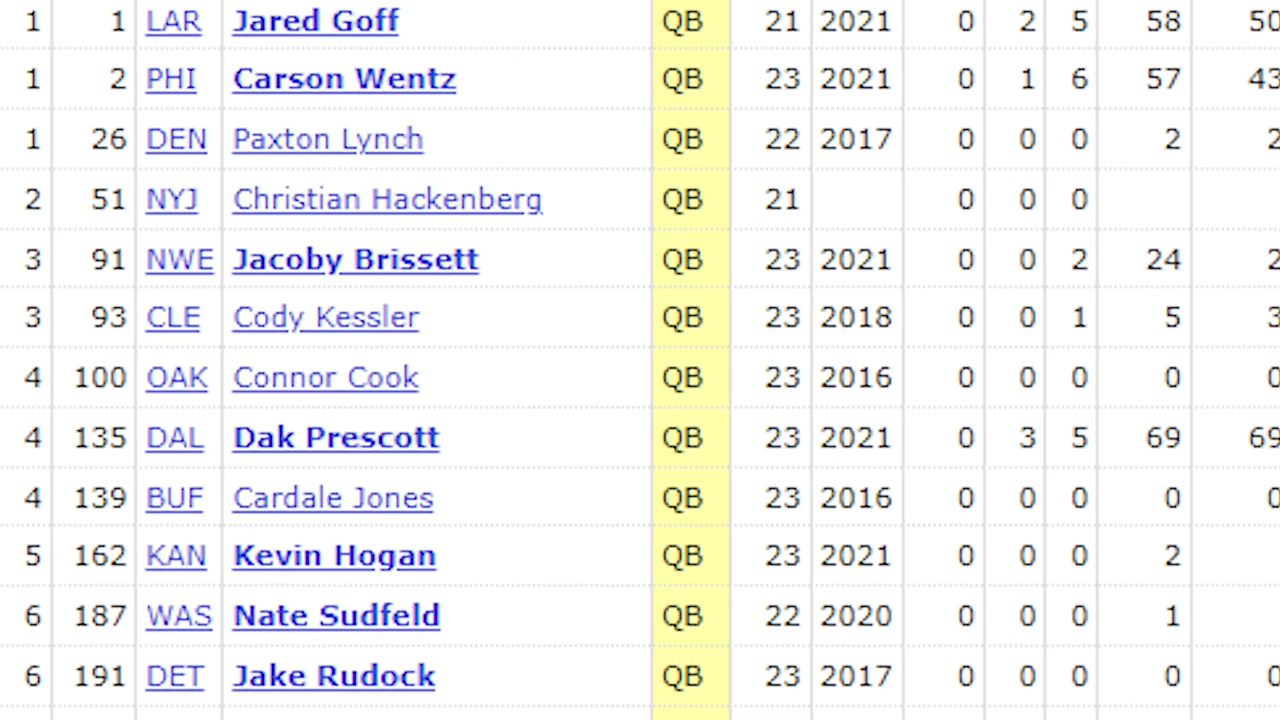 1 1 LAR Jared Goff QB 21 2021 0 2 5 58 50
1 2 PHI Carson Wentz QB 23 2021 0 1 6 57 43
1 26 DEN Paxton Lynch QB 22 2017 0 0 0 2 2
2 51 NYJ Christian Hackenberg QB 21 0 0 0
3 91 NWE Jacoby Brissett QB 23 2021 0 0 2 24 2
3 93 CLE Cody Kessler QB 23 2018 0 0 1 5 3
4 100 OAK Connor Cook QB 23 2016 0 0 0 0 0
4 135 DAL Dak Prescott QB 23 2021 0 3 5 69 69
4 139 BUF Cardale Jones QB 23 2016 0 0 0 0 0
5 162 KAN Kevin Hogan QB 23 2021 0 0 0 2
6 187 WAS Nate Sudfeld QB 22 2020 0 0 0 1
6 191 DET Jake Rudock QB 23 2017 0 0 0 0 0